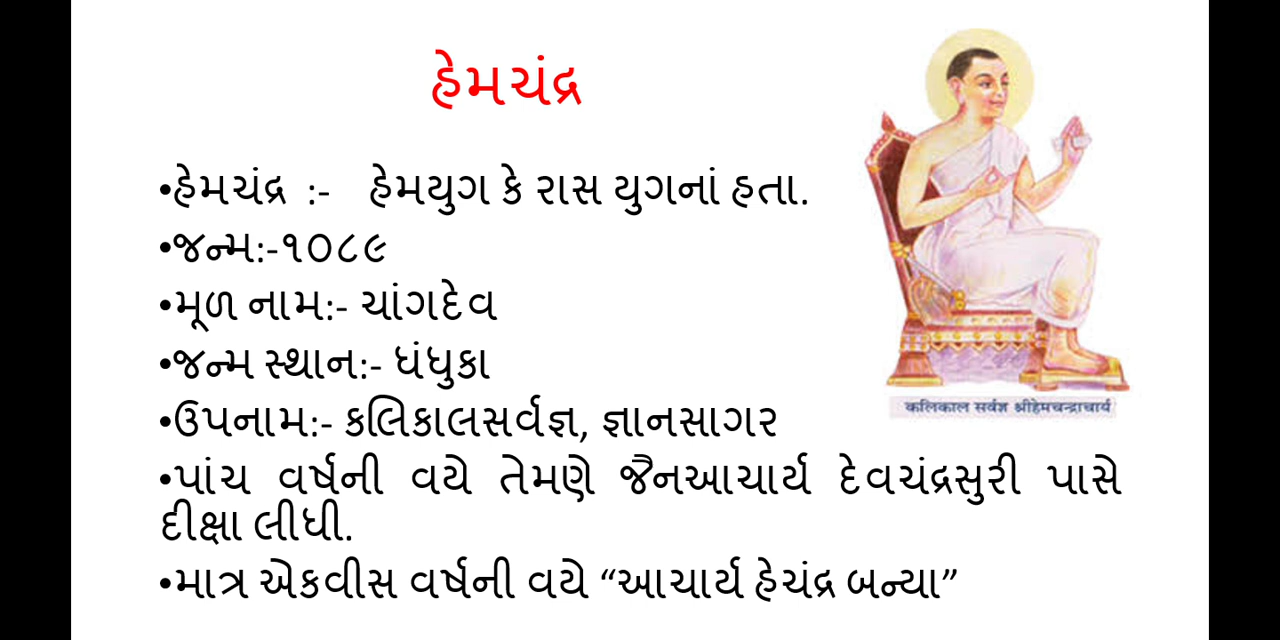 હેમચંદ્ર
•હેમચંદ્ર :- હેમયુગ કે રાસ યુગનાં હતા.
•જન્મ:-૧૦૮૯
•મૂળ નામ:- ચાંગદેવ
•જન્મ સ્થાન:- ધંધુકા
•ઉપનામ:- કલિકાલસર્વજ્ઞ, જ્ઞાનસાગર
•પાંચ વર્ષની વયે તેમણે જૈનઆચાર્ય દેવચંદ્રસુરી પાસે
દીક્ષા લીધી.
•માત્ર એકવીસ વર્ષની વયે “આચાર્ય હેચંદ્ર બન્યા”
कलिकाल सर्वज्ञ श्रीहेमचन्द्राचार्य